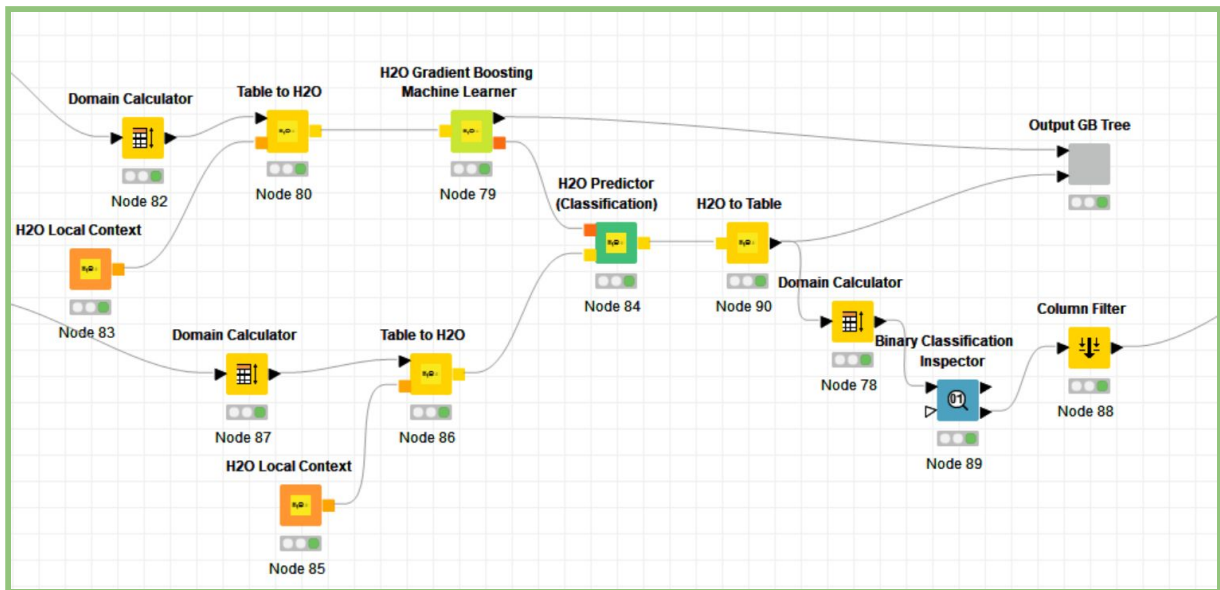 H2O Gradient Boosting
Machine Learner
Domain Calculator
Table to H2O
Output GB Tree
Node 82
Node 80
Node 79
H2O Predictor
(Classification)
H2O to Table
H2O Local Context
Node 83
Node 84
Node 90
Domain Calculator
Domain Calculator
Table to H2O
Column Filter
Binary Classification
Inspector
Node 78
Node 88
Node 87
Node 86
01
Node 89
H2O Local Context
Node 85